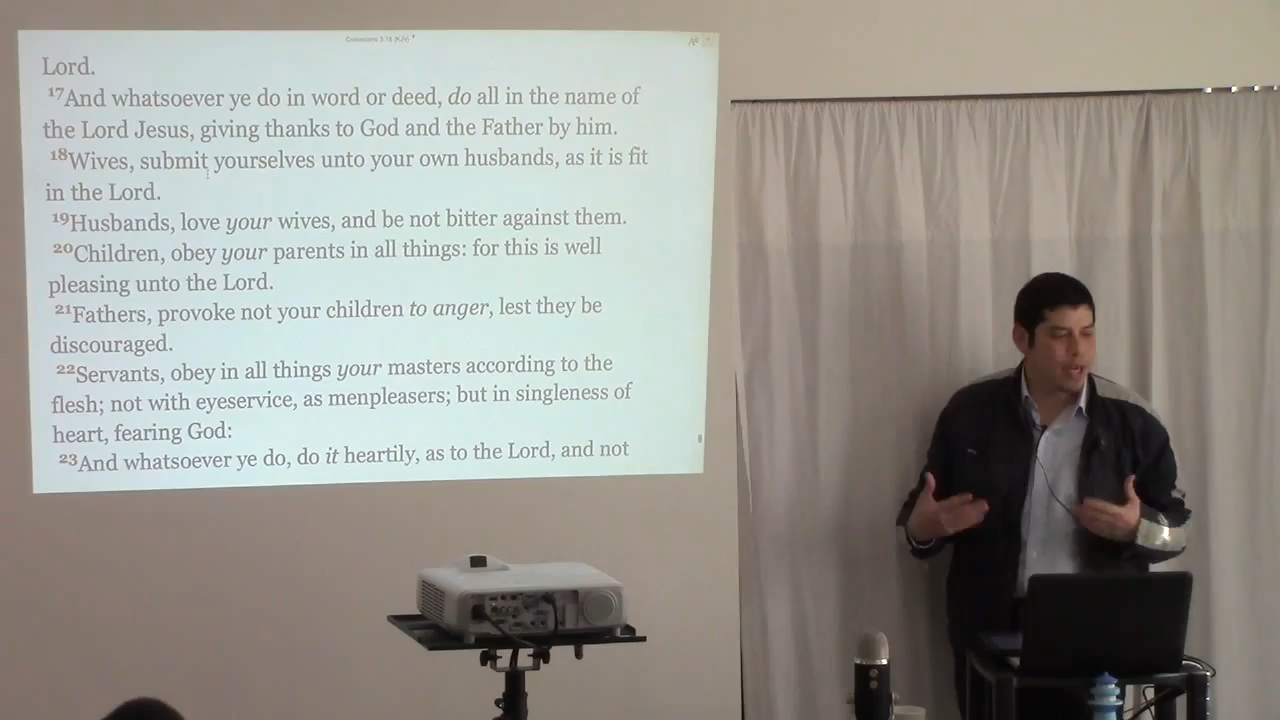 Colossians 3:18 (KJV)
Lord.
17And whatsoever ye do in word or deed, do all in the name of
the Lord Jesus, giving thanks to God and the Father by him.
18Wives, submit yourselves unto your own husbands, as it is fit
in the Lord.
19Husbands, love your wives, and be not bitter against them.
20Children, obey your parents in all things: for this is well
pleasing unto the Lord.
21Fathers, provoke not your children to anger, lest they be
discouraged.
22Servants, obey in all things your masters according to the
flesh; not with eyeservice, as menpleasers; but in singleness of
heart, fearing God:
23And whatsoever ye do, do it heartily, as to the Lord, and not